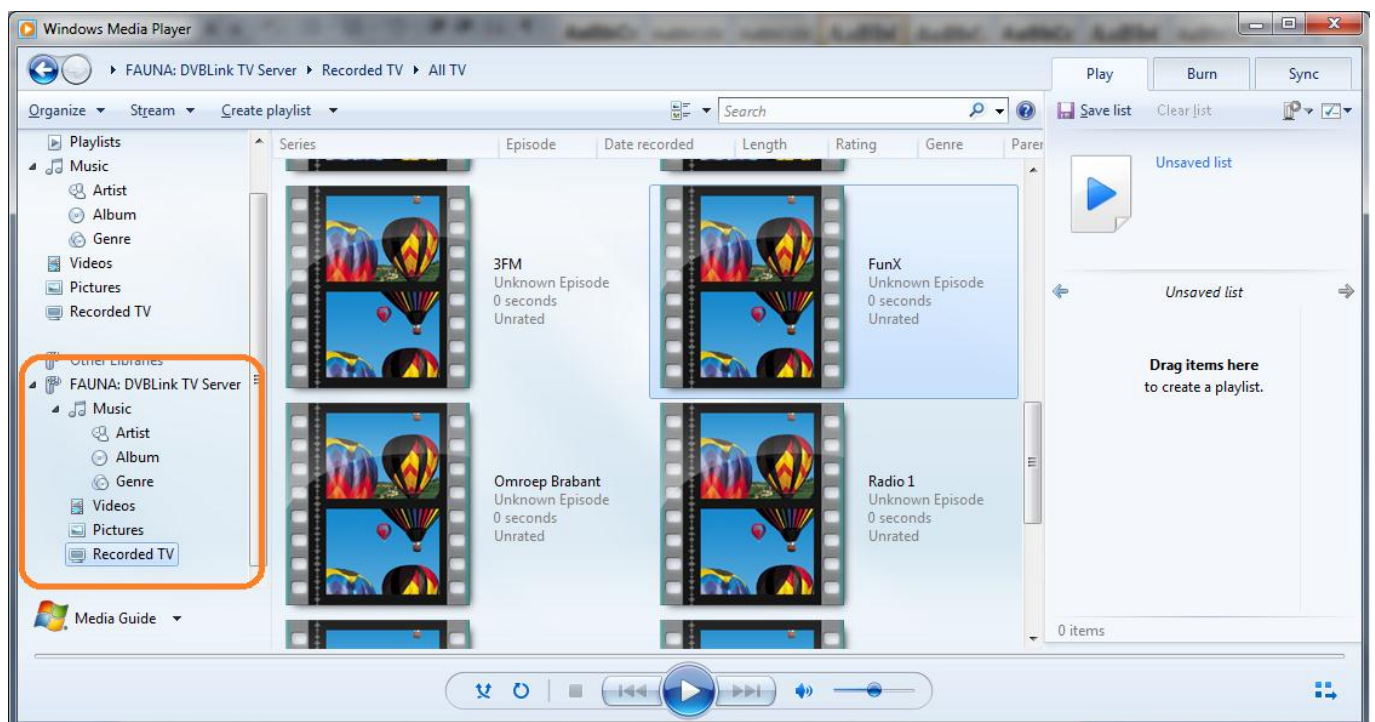 Windows Media Player
FAUNA: DVBLink TV Server Recorded TV All TV
Play Burn Sync
Organize Stream Create playlist Search Save list Clear list
Series Episode Date recorded Length Rating Genre Paren
Playlists
Music
Artist
Album
Genre
Videos
Pictures
Recorded TV
Other Libraries
FAUNA: DVBLink TV Server
Music
Artist
Album
Genre
Videos
Pictures
Recorded TV
Media Guide
3FM
Unknown Episode
0 seconds
Unrated
FunX
Unknown Episode
0 seconds
Unrated
Omroep Brabant
Unknown Episode
0 seconds
Unrated
Radio 1
Unknown Episode
0 seconds
Unrated
Unsaved list
Unsaved list
Drag items here
to create a playlist.
0 items